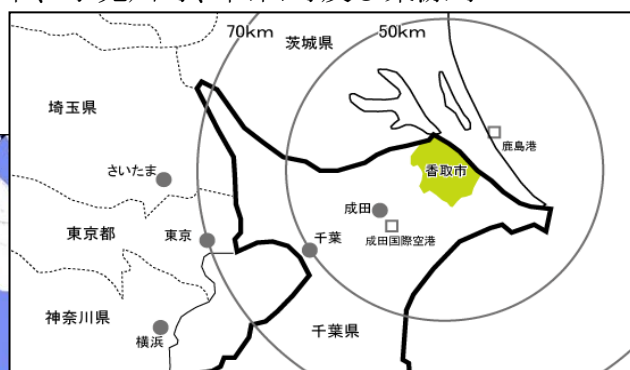 70km
50km
茨城県
埼玉県
鹿島港
さいたま
香取市
成田
東京都
東京
千葉
成田国際空港
神奈川県
千葉県
横浜